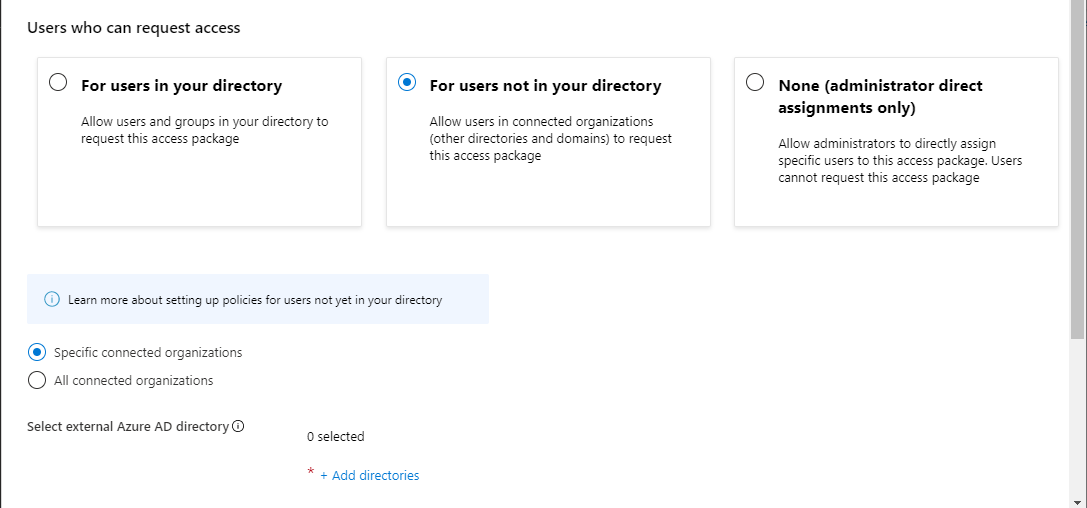 Users who can request access
For users in your directory
Allow users and groups in your directory to
request this access package
For users not in your directory
Allow users in connected organizations
(other directories and domains) to request
this access package
None (administrator direct
assignments only)
Allow administrators to directly assign
specific users to this access package. Users
cannot request this access package
Learn more about setting up policies for users not yet in your directory
Specific connected organizations
All connected organizations
Select external Azure AD directory
0 selected
* + Add directories